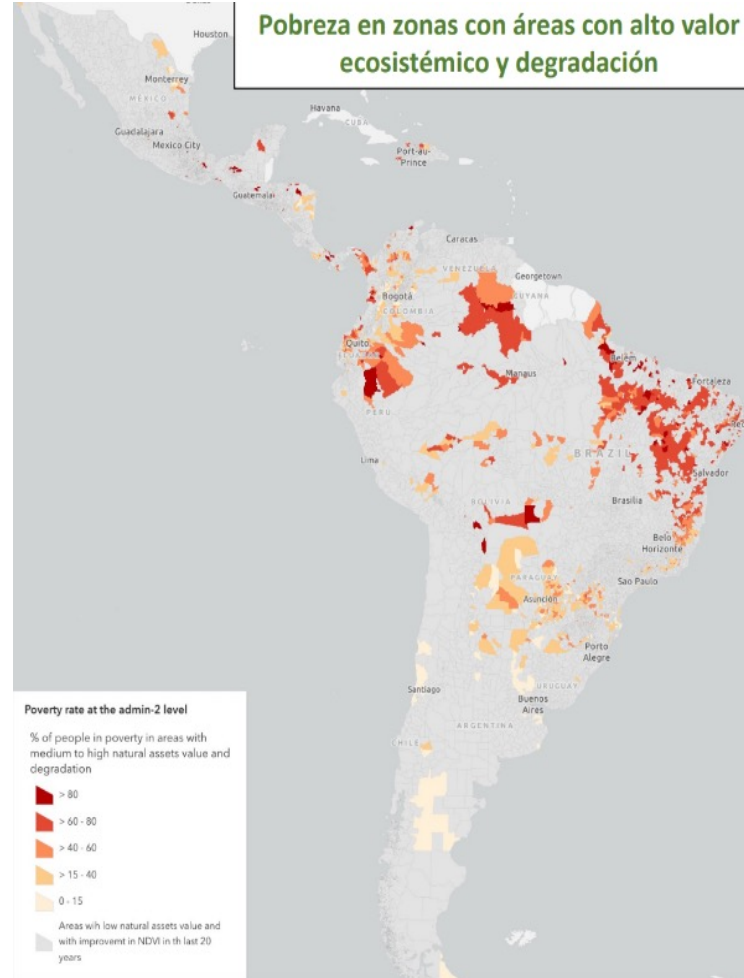 Pobreza en zonas con áreas con alto valor
ecosistémico y degradación
Houston
Monterrey
MÉXICO
Havana
CUBA
Guadalajara
Mexico City
Port-au-
Prince
Guatemala
Caracas
VENEZUELA
Georgetown
GUYANA
Bogotá
COLOMBIA
Quito
Belém
Manaus
Fortaleza
PERU
Lima
BRAZIL
Salvador
BOLIVIA
Brasilia
Belo
Horizonte
PARAGUAY
Sao Paulo
Asunción
Porto
Alegre
Santiago
URUGUAY
Buenos
Aires
ARGENTINA
CHILE
Poverty rate at the admin-2 level
% of people in poverty in areas with
medium to high natural assets value and
degradation
> 80
> 60 - 80
> 40 - 60
> 15 - 40
0 - 15
Areas wih low natural assets value and
with improvemt in NDVI in th last 20
years